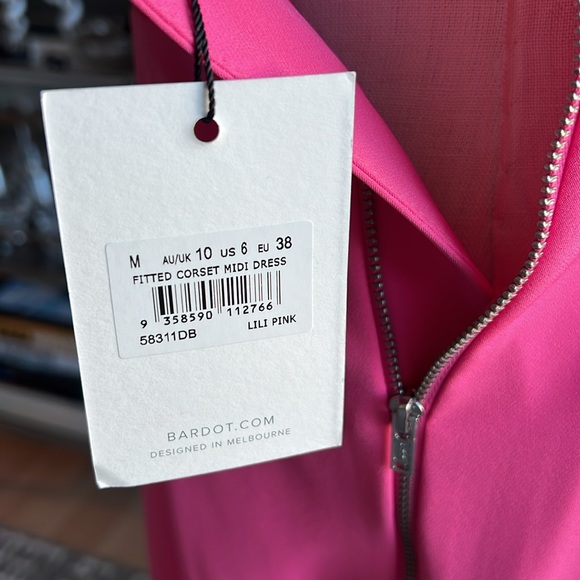 M AU/UK 10 US 6 EU 38
FITTED CORSET MIDI DRESS
9 358590 112766
58311DB LILI PINK
BARDOT.COM
DESIGNED IN MELBOURNE